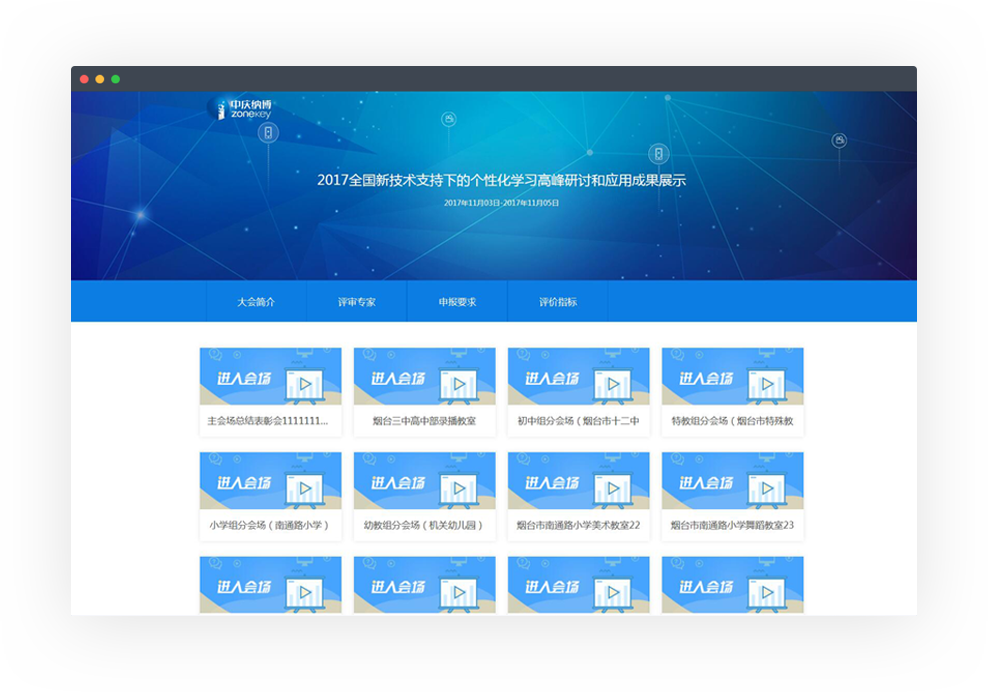 中庆纳博
zonekey
2017全国新技术支持下的个性化学习高峰研讨和应用成果展示
2017年11月03日-2017年11月05日
大会简介 评审专家 申报要求 评价指标
进入会场 进入会场 进入会场 进入会场
主会场总结表彰会1111111... 烟台三中高中部录播教室 初中组分会场（烟台市十二中 特教组分会场（烟台市特殊教
进入会场 进入会场 进入会场 进入会场
小学组分会场（南通路小学） 幼教组分会场（机关幼儿园） 烟台市南通路小学美术教室22 烟台市南通路小学舞蹈教室23
进入会场 进入会场 进入会场 进入会场